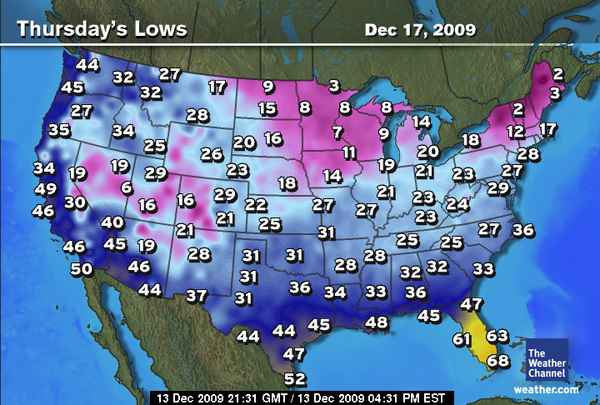 Thursday's Lows Dec 17, 2009
44 32 27 17 9 3 2
45 32 15 8 8 8 3
27 28 14 2
35 34 20 16 7 9 18 12 17
25 26 11 20 28
34 19 19 29 23 14 19 21 23 27
49 6 16 29 18 21 29
46 30 16 22 27 27 23 24
40 21 25 23
46 45 19 21 31 27 36
50 46 28 31 31 28 28 25 25
44 31 32 32 33
37 31 36 34 33 36
47
44 44 45 48 45 61 63
47 68
52
The Weather Channel
weather.com
13 Dec 2009 21:31 GMT / 13 Dec 2009 04:31 PM EST